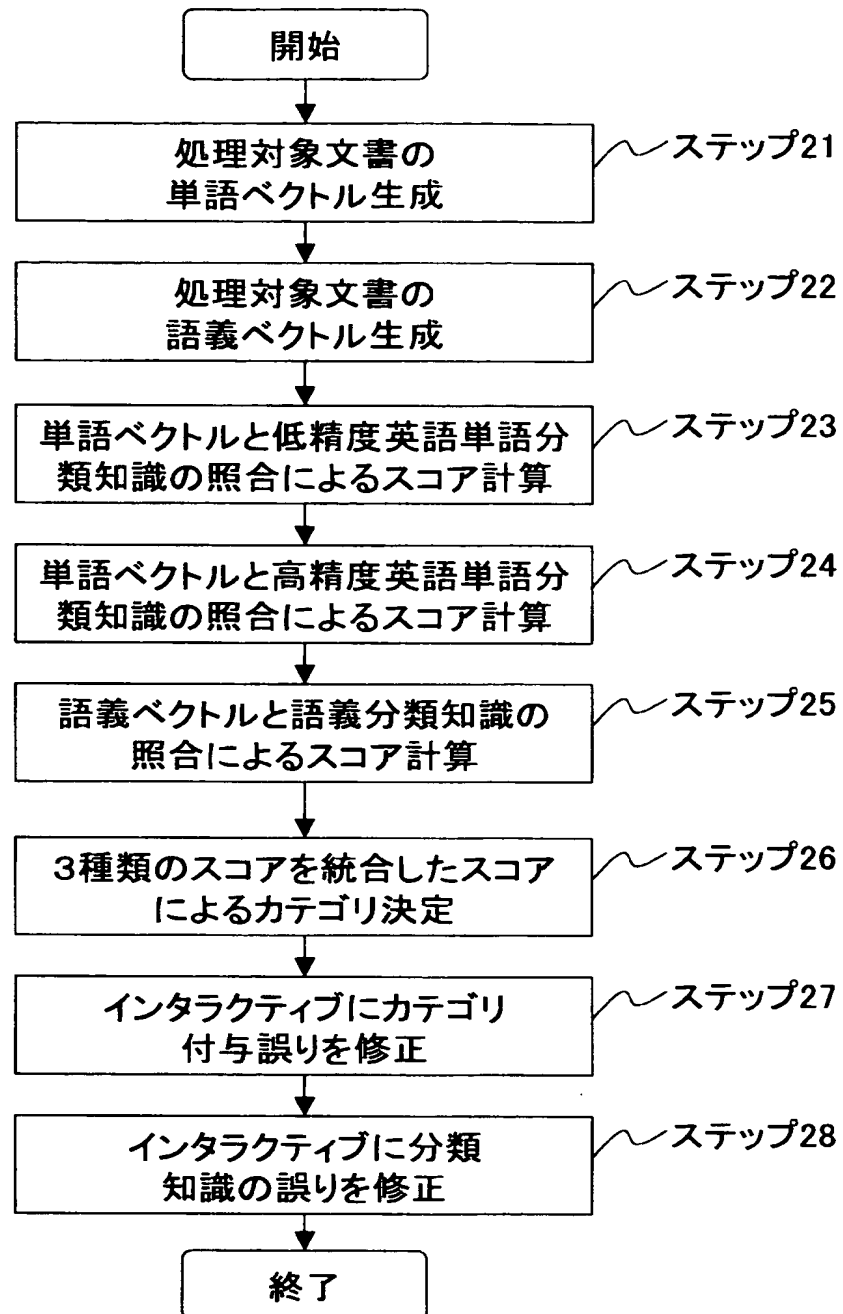 開始
処理対象文書の
単語ベクトル生成
ステップ21
処理対象文書の
語義ベクトル生成
ステップ22
単語ベクトルと低精度英語単語分
類知識の照合によるスコア計算
ステップ23
単語ベクトルと高精度英語単語分
類知識の照合によるスコア計算
ステップ24
語義ベクトルと語義分類知識の
照合によるスコア計算
ステップ25
3種類のスコアを統合したスコア
によるカテゴリ決定
ステップ26
インタラクティブにカテゴリ
付与誤りを修正
ステップ27
インタラクティブに分類
知識の誤りを修正
ステップ28
終了